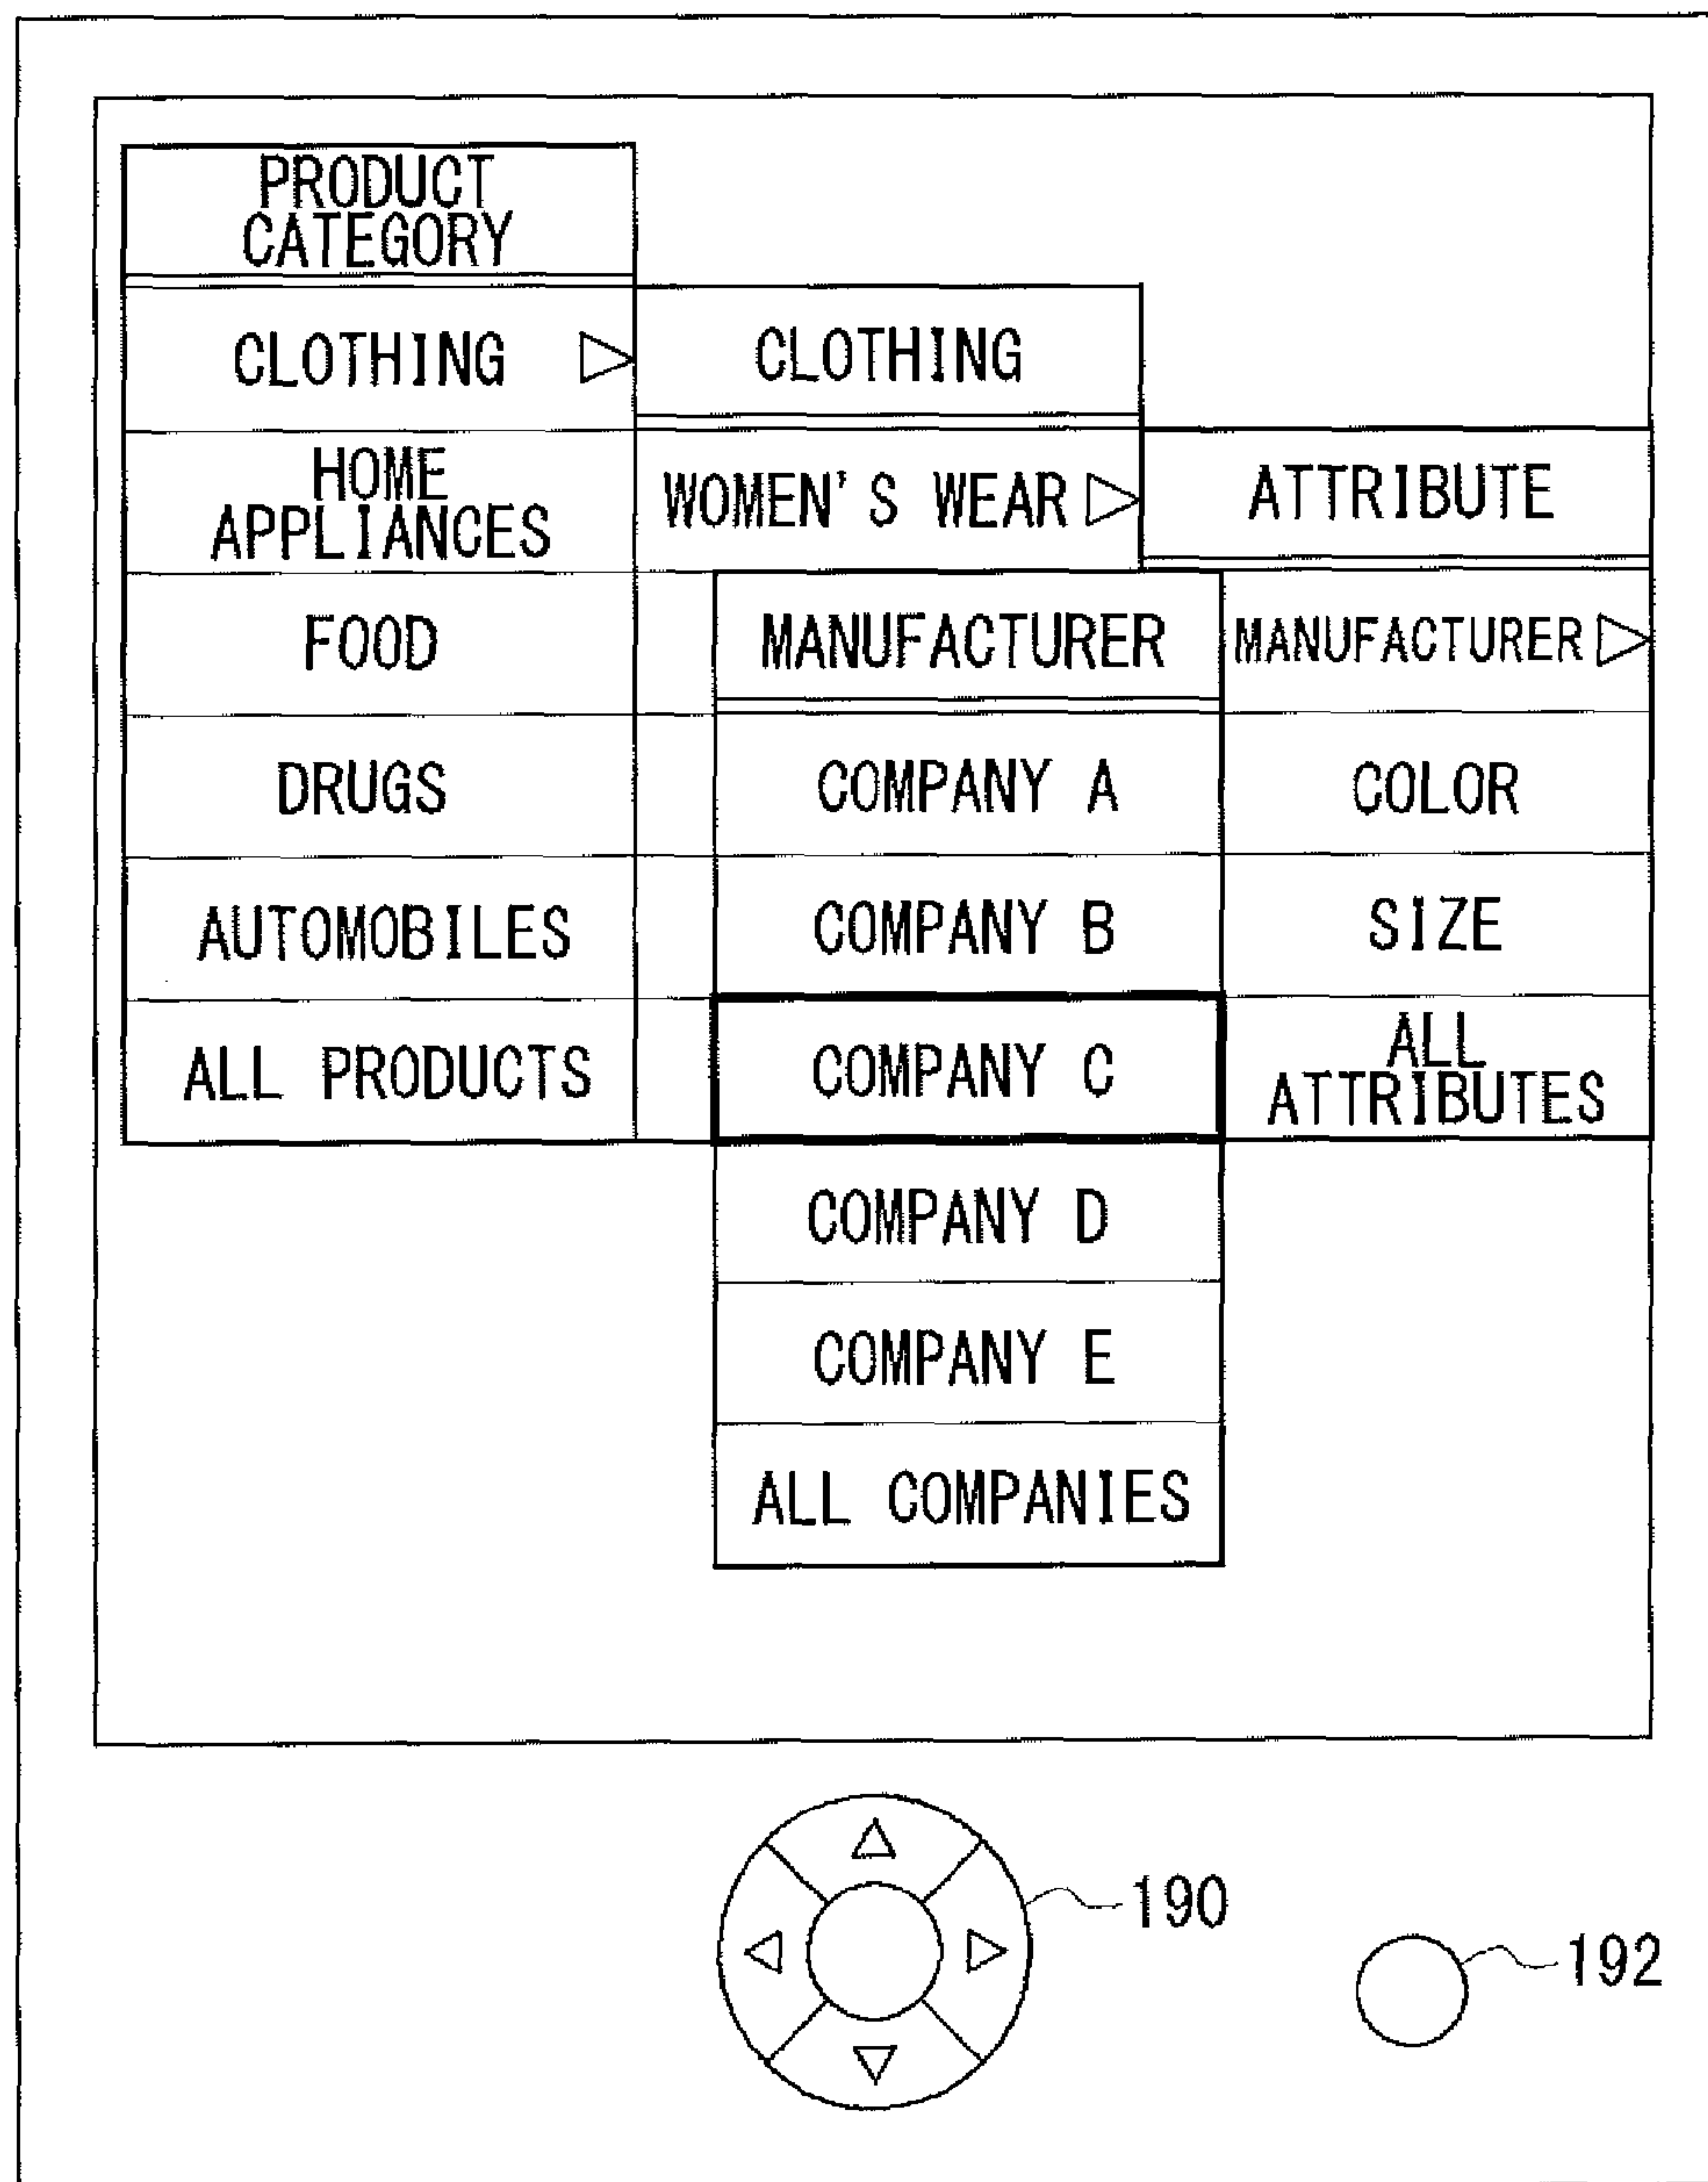 PRODUCT
CATEGORY
CLOTHING
HOME
APPLIANCES
FOOD
DRUGS
AUTOMOBILES
ALL PRODUCTS
CLOTHING
WOMEN'S WEAR
ATTRIBUTE
MANUFACTURER
COLOR
SIZE
ALL
ATTRIBUTES
MANUFACTURER
COMPANY A
COMPANY B
COMPANY C
COMPANY D
COMPANY E
ALL COMPANIES
190
192